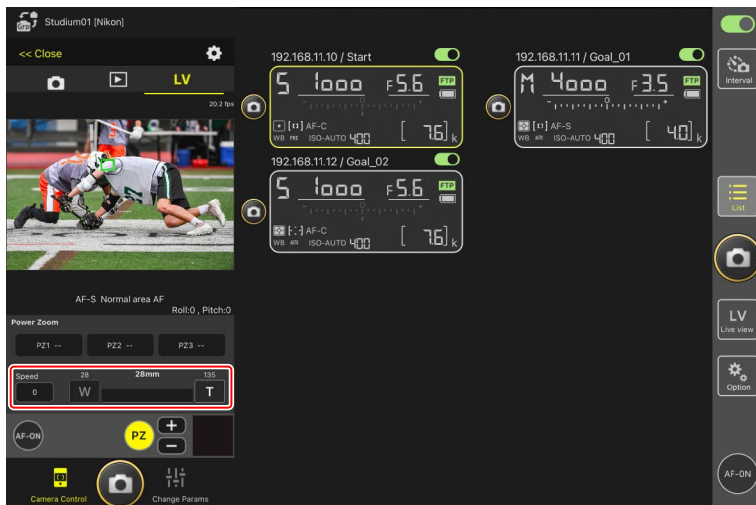 Grp
Studium01 [Nikon]
<< Close
LV
20.2 fps
AF-S Normal area AF
Roll:0 , Pitch:0
Power Zoom
PZ1 --
PZ2 --
PZ3 --
Speed
28
28mm
135
0
W
T
AF-ON
PZ
+
−
Camera Control
Change Params
192.168.11.10 / Start
S 1000 F5.6 FTP
AF-C
WB PRE ISO-AUTO 400 [ 7.6] k
192.168.11.11 / Goal_01
M 4000 F3.5 FTP
AF-S
WB ISO-AUTO 400 [ 4.0] k
192.168.11.12 / Goal_02
S 1000 F5.6 FTP
AF-C
WB ISO-AUTO 400 [ 7.6] k
Interval
List
LV
Live view
Option
AF-ON